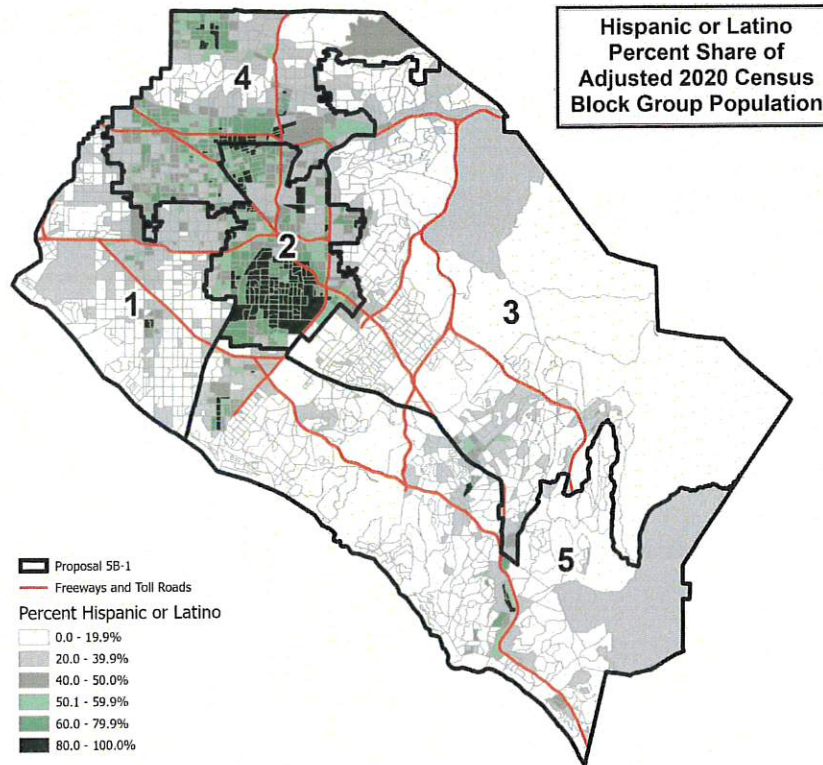 Hispanic or Latino
Percent Share of
Adjusted 2020 Census
Block Group Population
4
2
1
3
5
Proposal 5B-1
Freeways and Toll Roads
Percent Hispanic or Latino
0.0 - 19.9%
20.0 - 39.9%
40.0 - 50.0%
50.1 - 59.9%
60.0 - 79.9%
80.0 - 100.0%